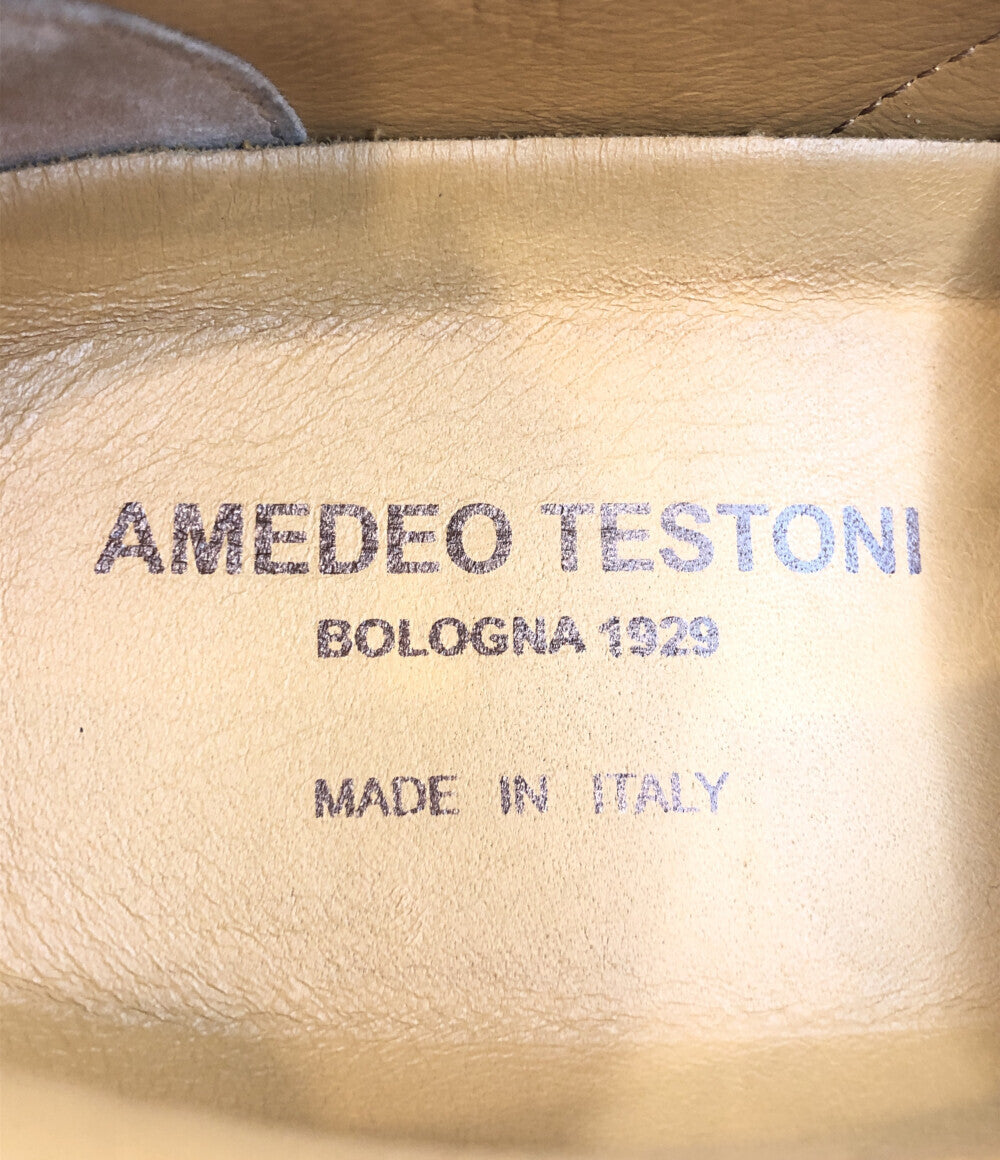 AMEDEO TESTONI
BOLOGNA 1929
MADE IN ITALY